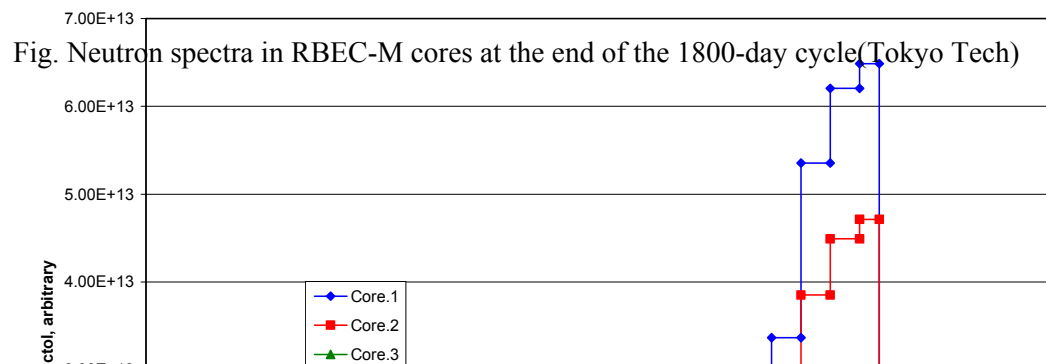 7.00E+13
Fig. Neutron spectra in RBEC-M cores at the end of the 1800-day cycle(Tokyo Tech)
6.00E+13
5.00E+13
4.00E+13
ctol, arbitrary
Core.1
Core.2
Core.3